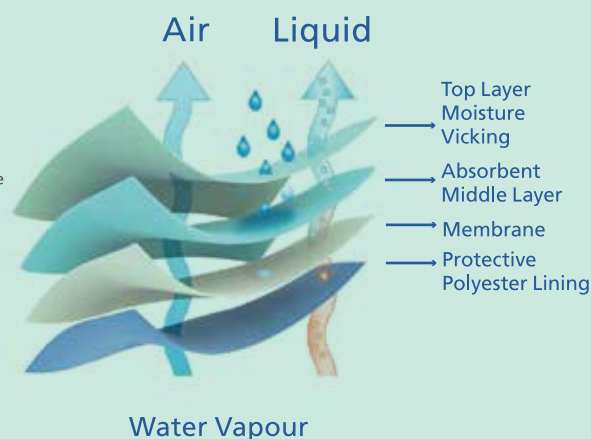 Air
Liquid
Top Layer
Moisture
Vicking
Absorbent
Middle Layer
Membrane
Protective
Polyester Lining
Water Vapour